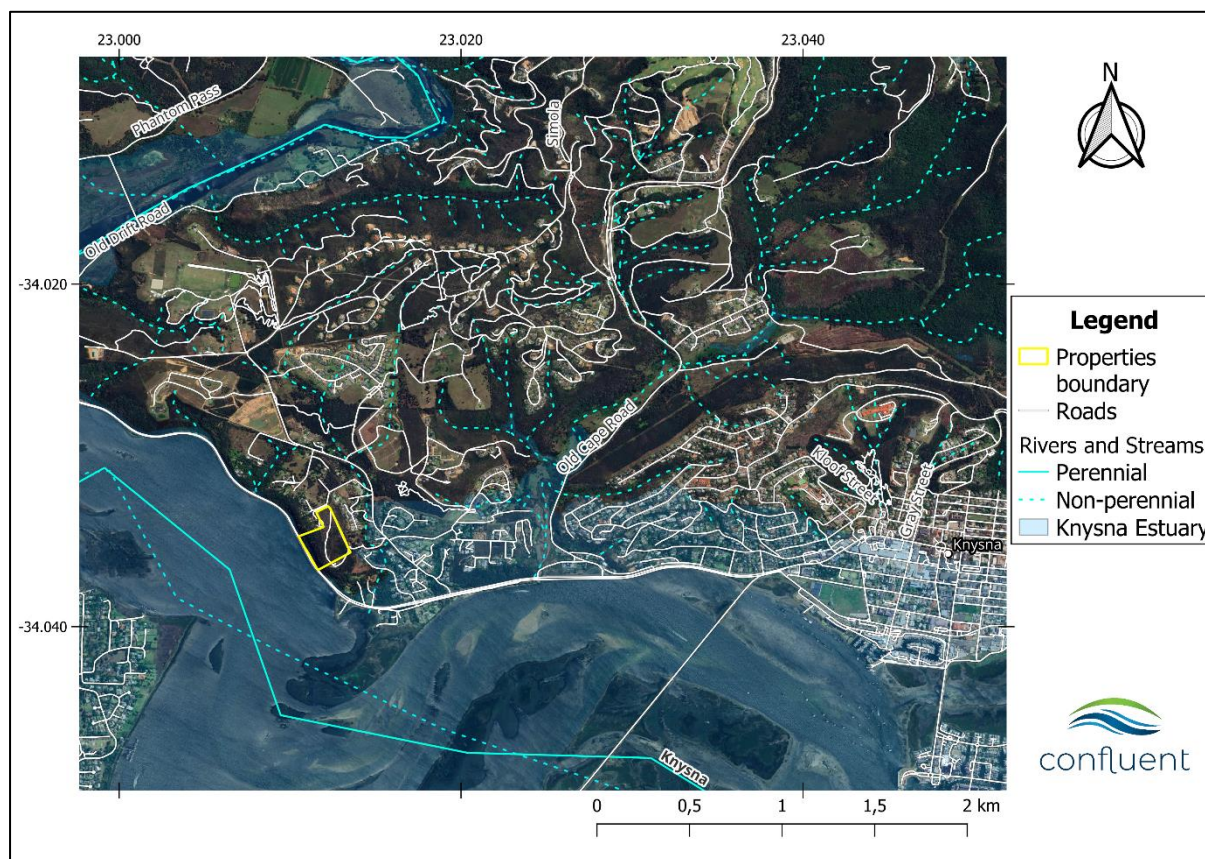 23.000
23.020
23.040
N
Phantom Pass
Simola
Old Drift Road
-34.020
Old Cape Road
Kloof Street
Gray Street
Knysna
-34.040
Knysna
Legend
Properties
boundary
Roads
Rivers and Streams
Perennial
Non-perennial
Knysna Estuary
confluent
0
0,5
1
1,5
2 km